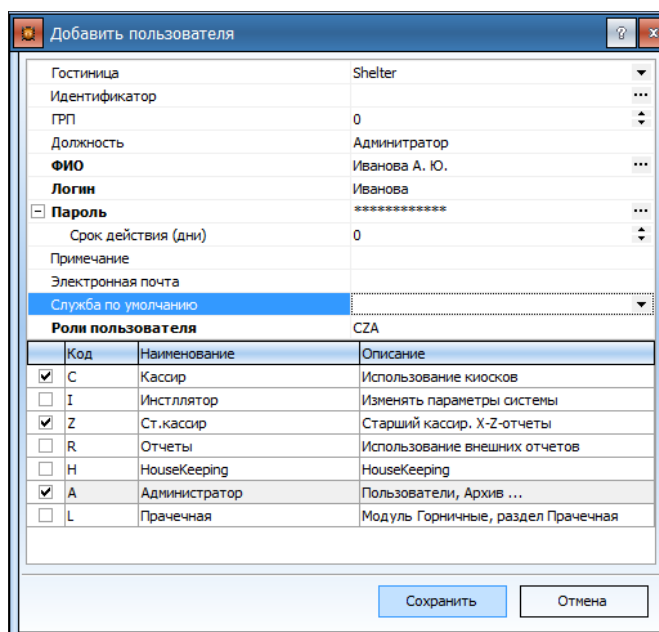 Добавить пользователя
Гостиница Shelter
Идентификатор
ГРП 0
Должность Админитратор
ФИО Иванова А. Ю.
Логин Иванова
Пароль ************
Срок действия (дни) 0
Примечание
Электронная почта
Служба по умолчанию
Роли пользователя CZA
Код Наименование Описание
C Кассир Использование киосков
I Инстллятор Изменять параметры системы
Z Ст.кассир Старший кассир. X-Z-отчеты
R Отчеты Использование внешних отчетов
H HouseKeeping HouseKeeping
A Администратор Пользователи, Архив ...
L Прачечная Модуль Горничные, раздел Прачечная
Сохранить Отмена